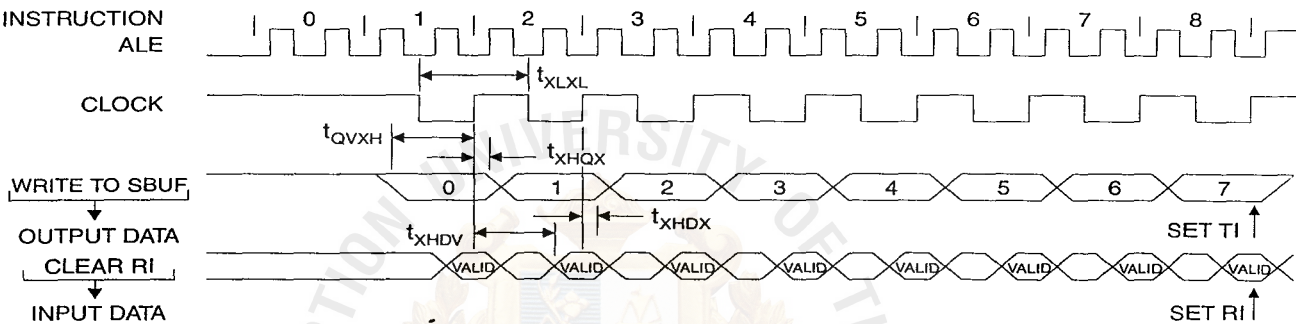 INSTRUCTION 0 1 2 3 4 5 6 7 8
ALE
tXLXL
CLOCK
tQVXH
tXHQX
WRITE TO SBUF 0 1 2 3 4 5 6 7
tXHDX
OUTPUT DATA
SET TI
tXHDV
CLEAR RI VALID VALID VALID VALID VALID VALID VALID VALID
INPUT DATA
SET RI
UNIVERSITY OF